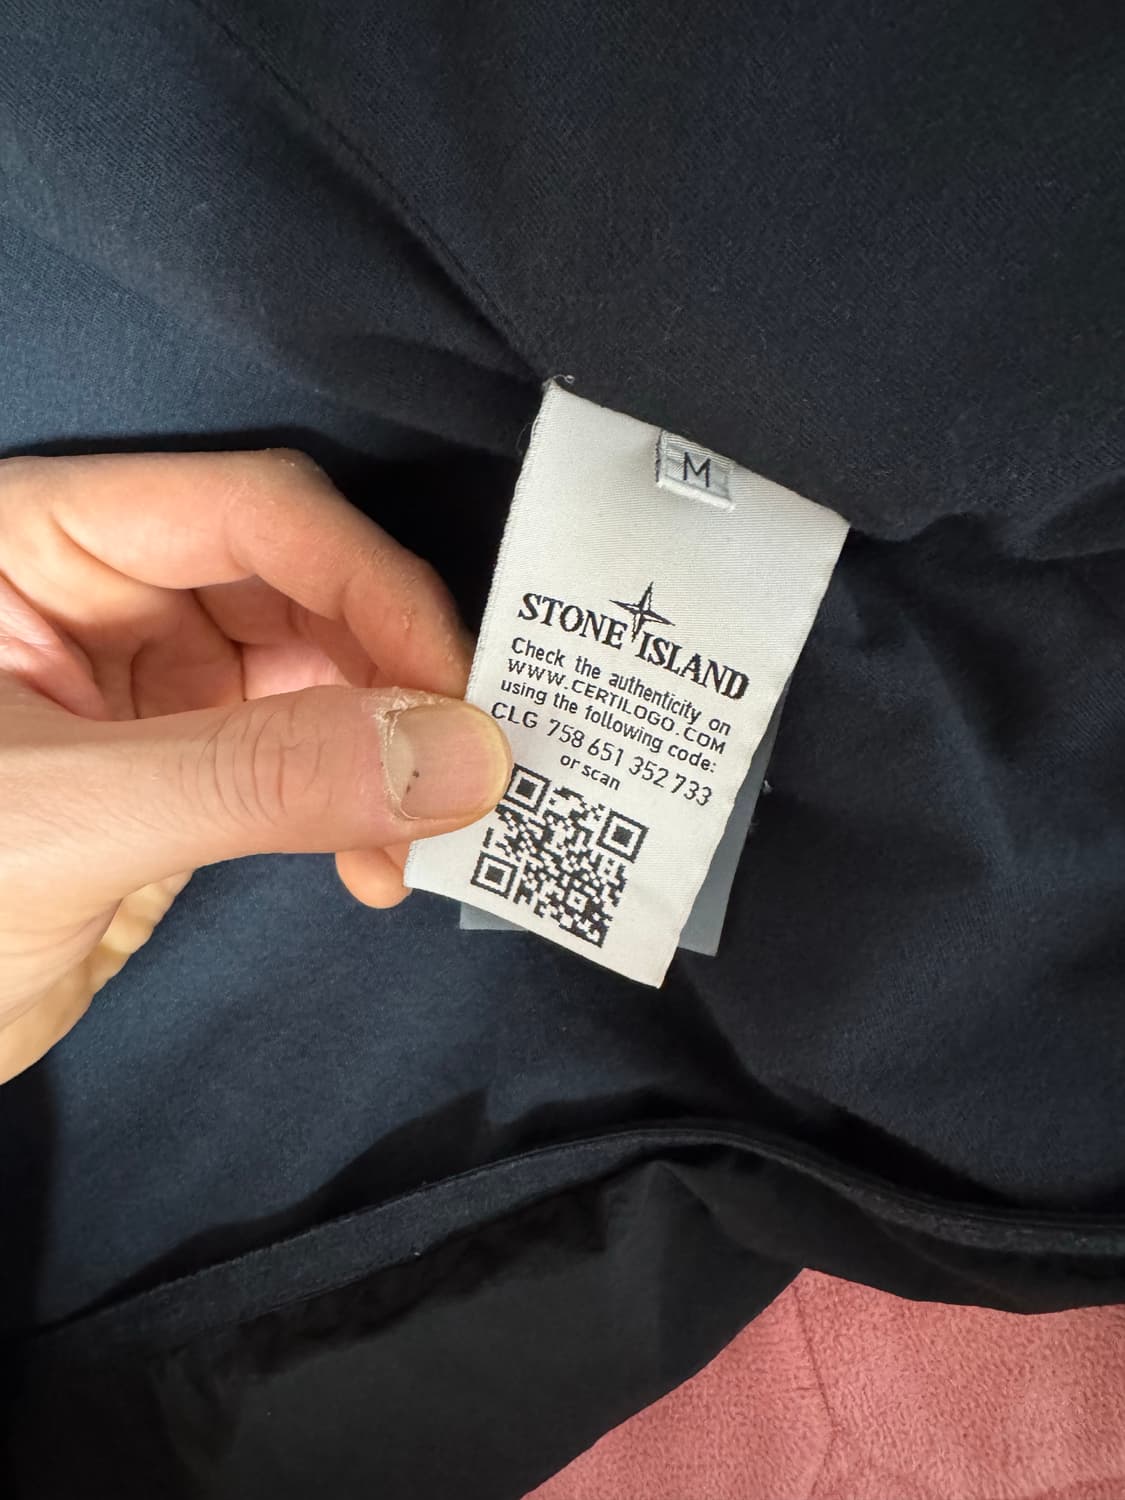 M
STONE ISLAND
Check the authenticity on
WWW.CERTILOGO.COM
using the following code:
CLG 758 651 352 733
or scan